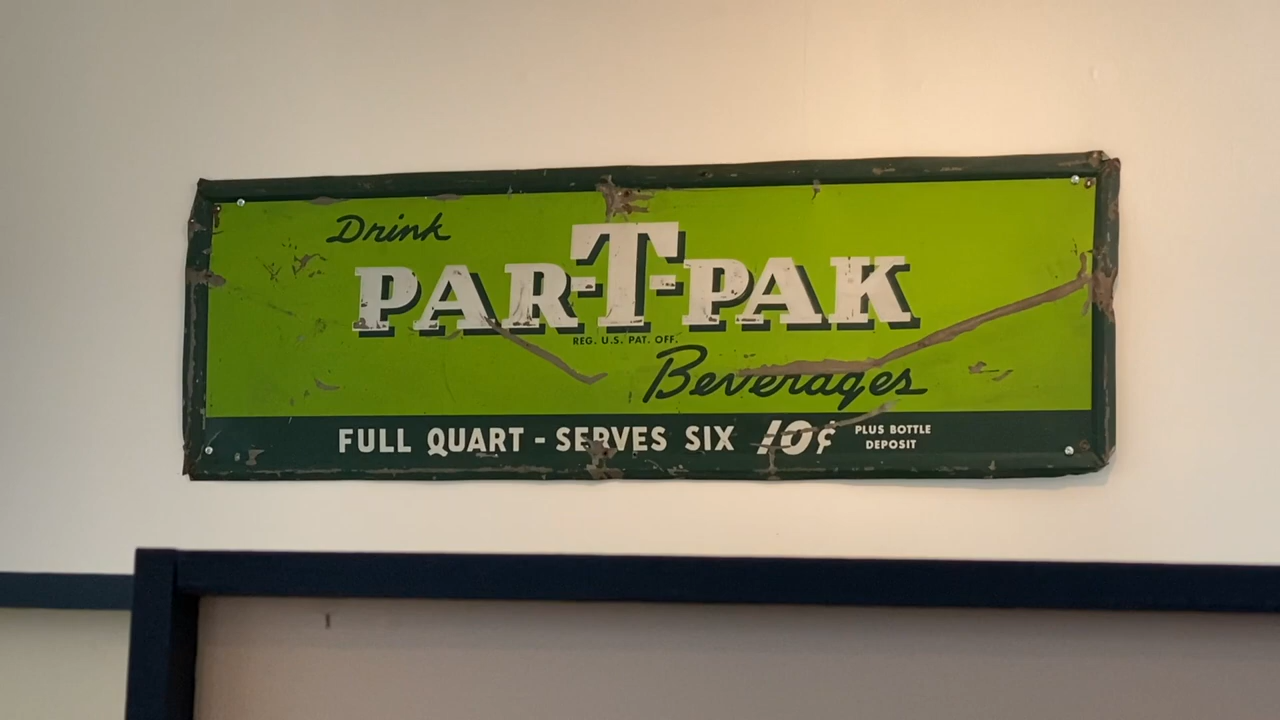 Drink
PAR-T-PAK
REG. U.S. PAT. OFF.
Beverages
FULL QUART - SERVES SIX 10¢ PLUS BOTTLE
DEPOSIT